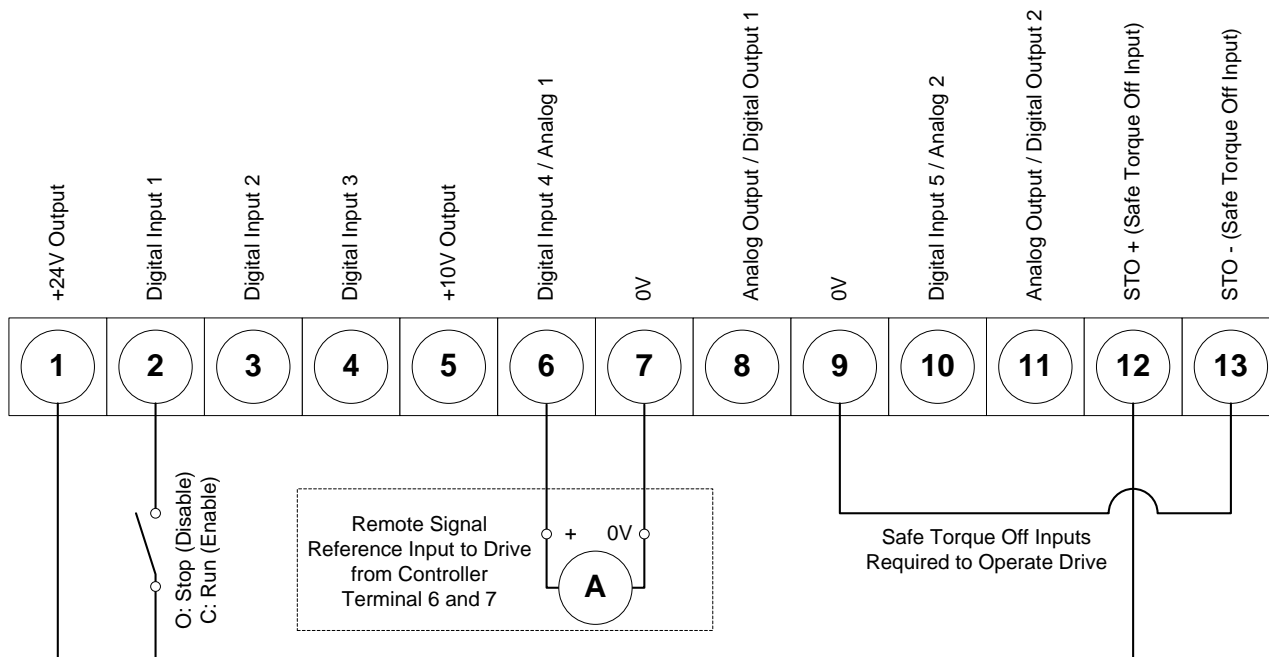 +24V Output
Digital Input 1
Digital Input 2
Digital Input 3
+10V Output
Digital Input 4 / Analog 1
0V
Analog Output / Digital Output 1
0V
Digital Input 5 / Analog 2
Analog Output / Digital Output 2
STO + (Safe Torque Off Input)
STO - (Safe Torque Off Input)
1 2 3 4 5 6 7 8 9 10 11 12 13
O: Stop (Disable)
C: Run (Enable)
Remote Signal
Reference Input to Drive
from Controller
Terminal 6 and 7
+ 0V
A
Safe Torque Off Inputs
Required to Operate Drive